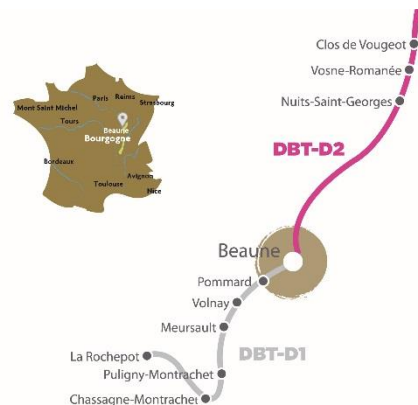 Clos de Vougeot
Vosne-Romanée
Nuits-Saint-Georges
DBT-D2
Paris
Reims
Strasbourg
Mont Saint Michel
Tours
Beaune
Bourgogne
Bordeaux
Avignon
Toulouse
Nice
Beaune
Pommard
Volnay
Meursault
DBT-D1
La Rochepot
Puligny-Montrachet
Chassagne-Montrachet